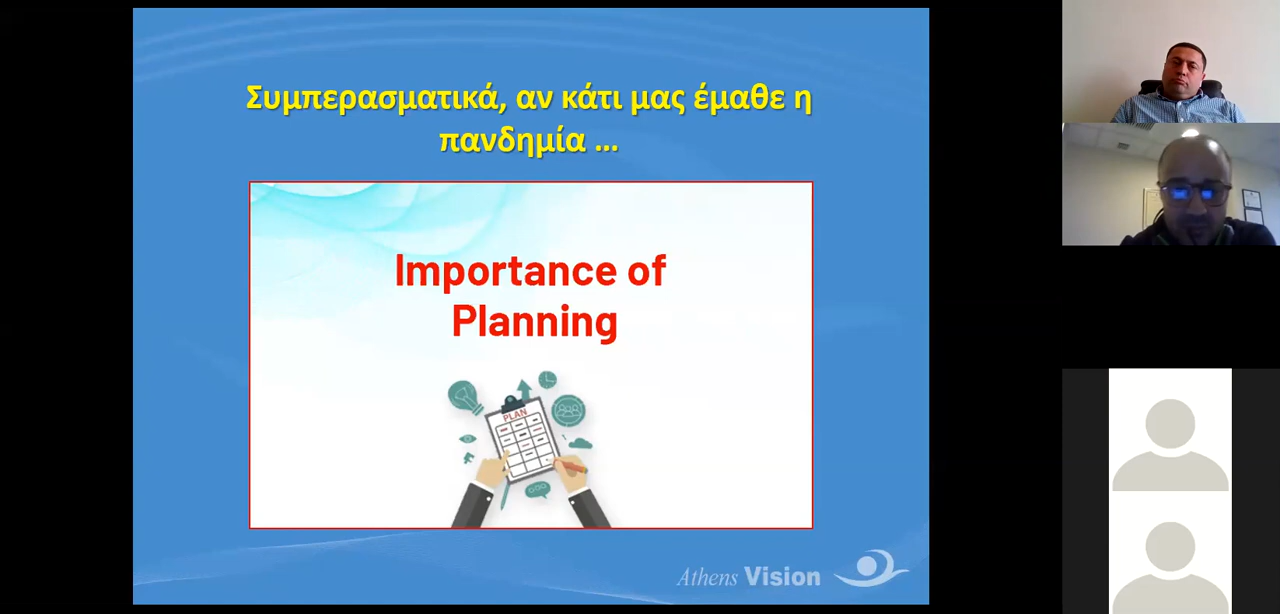 Συμπερασματικά, αν κάτι μας έμαθε η
πανδημία ...
Importance of
Planning
PLAN
Athens Vision